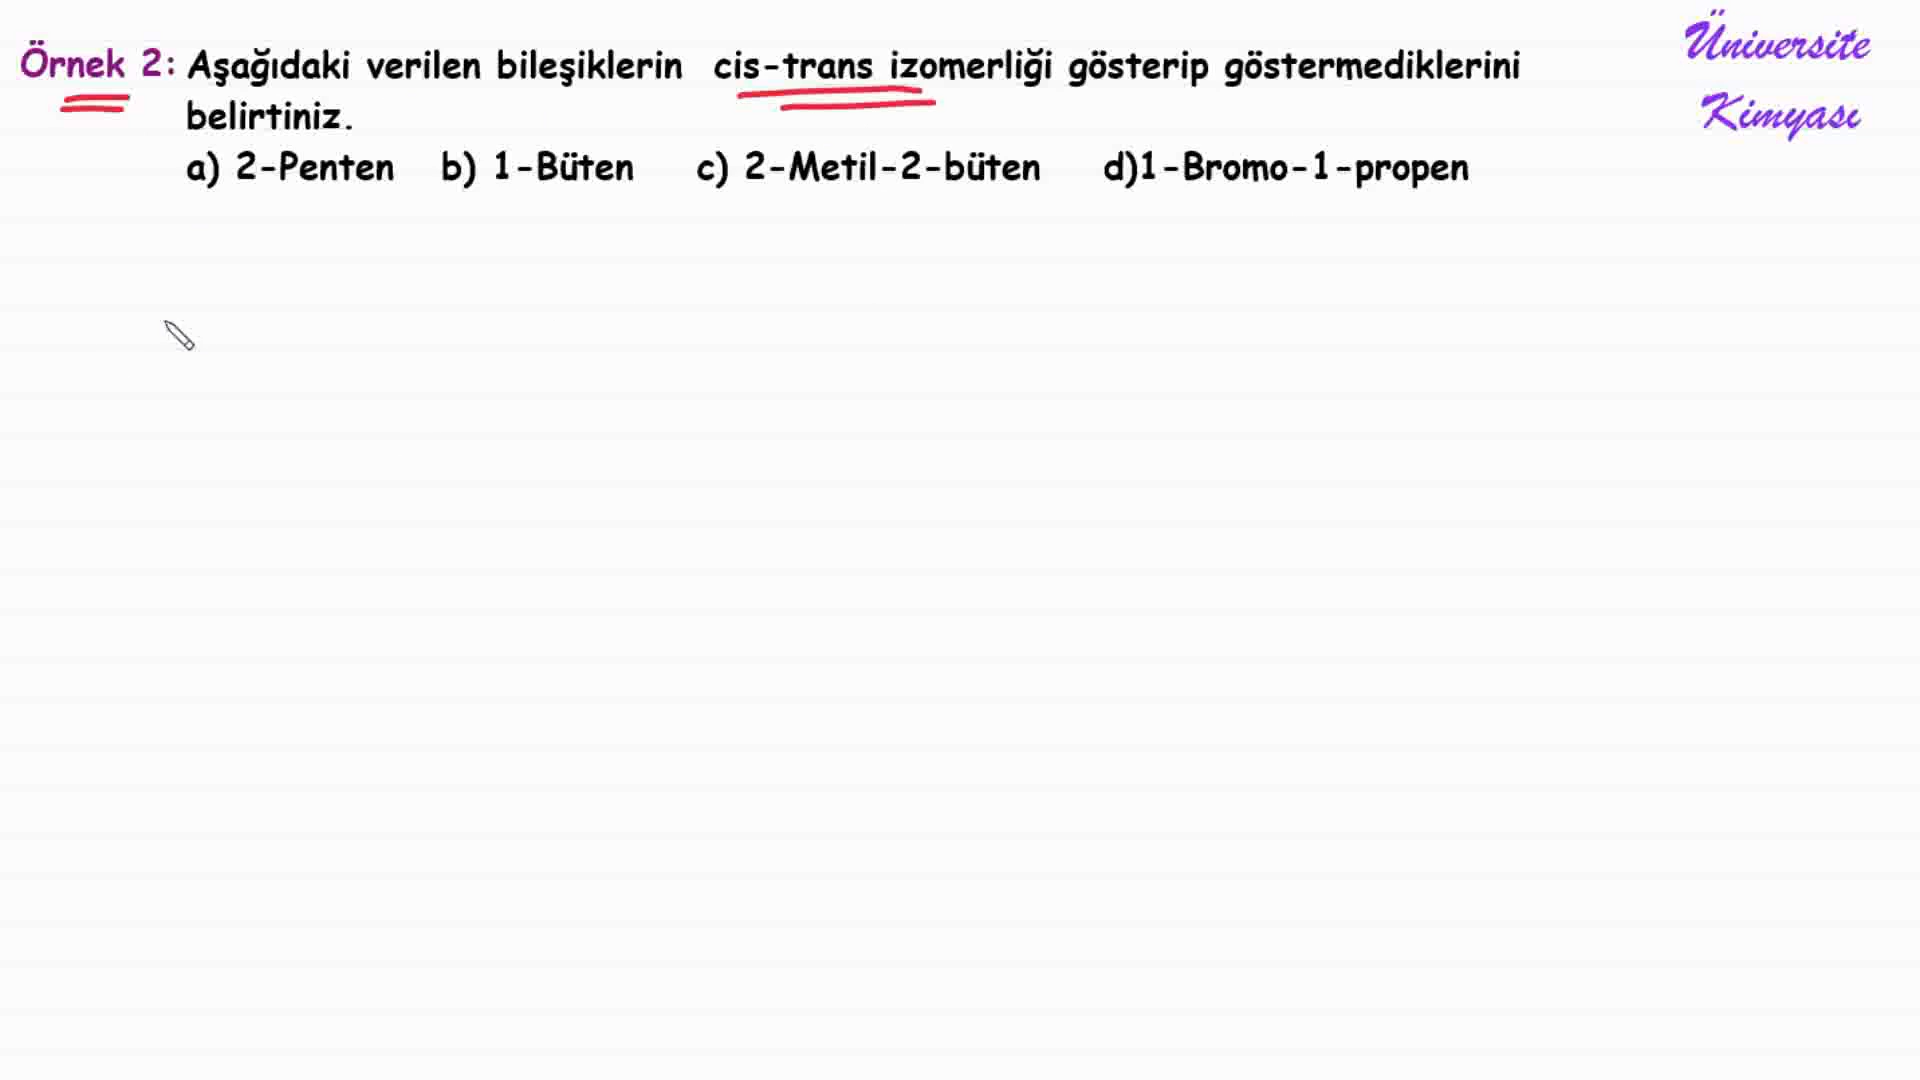 Örnek 2: Aşağıdaki verilen bileşiklerin cis-trans izomerliği gösterip göstermediklerini
belirtiniz.
a) 2-Penten b) 1-Büten c) 2-Metil-2-büten d)1-Bromo-1-propen
Üniversite
Kimyası